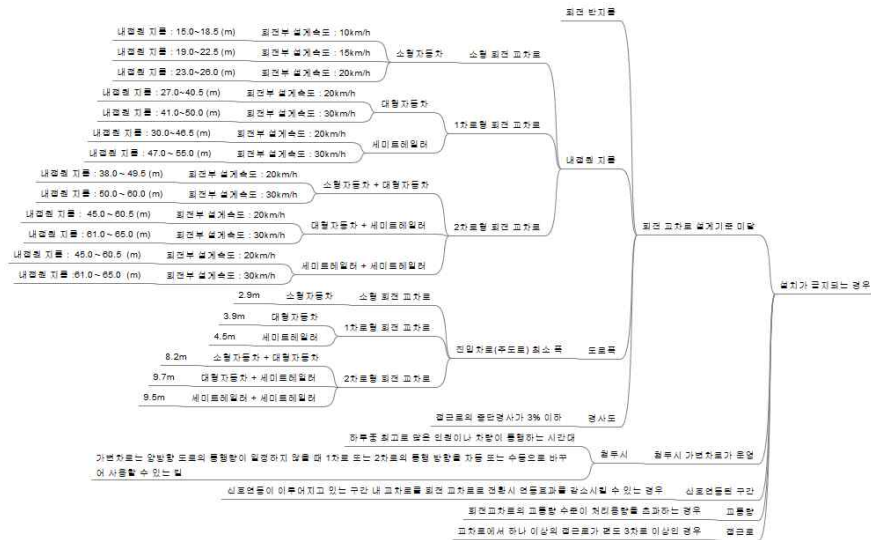 회전 반지름
내접원 지름 : 15.0~18.5 (m) 회전부 설계속도 : 10km/h
내접원 지름 : 19.0~22.5 (m) 회전부 설계속도 : 15km/h 소형자동차 소형 회전 교차로
내접원 지름 : 23.0~26.0 (m) 회전부 설계속도 : 20km/h
내접원 지름 : 27.0~40.5 (m) 회전부 설계속도 : 20km/h 대형자동차
내접원 지름 : 41.0~50.0 (m) 회전부 설계속도 : 30km/h 1차로형 회전 교차로
내접원 지름 : 30.0~46.5 (m) 회전부 설계속도 : 20km/h 세미트레일러
내접원 지름 : 47.0~ 55.0 (m) 회전부 설계속도 : 30km/h 내접원 지름
내접원 지름 : 38.0~ 49.5 (m) 회전부 설계속도 : 20km/h 소형자동차 + 대형자동차
내접원 지름 : 50.0~ 60.0 (m) 회전부 설계속도 : 30km/h
내접원 지름 : 45.0~ 60.5 (m) 회전부 설계속도 : 20km/h 대형자동차 + 세미트레일러 2차로형 회전 교차로 회전 교차로 설계기준 미달
내접원 지름 : 61.0~ 65.0 (m) 회전부 설계속도 : 30km/h
내접원 지름 : 45.0~ 60.5 (m) 회전부 설계속도 : 20km/h 세미트레일러 + 세미트레일러
내접원 지름 :61.0~ 65.0 (m) 회전부 설계속도 : 30km/h
설치가 금지되는 경우
2.9m 소형자동차 소형 회전 교차로
3.9m 대형자동차 1차로형 회전 교차로
4.5m 세미트레일러 진입차로(주도로) 최소 폭 도로폭
8.2m 소형자동차 + 대형자동차
9.7m 대형자동차 + 세미트레일러 2차로형 회전 교차로
9.5m 세미트레일러 + 세미트레일러
접근로의 종단경사가 3% 이하 경사도
하루중 최고로 많은 인원이나 차량이 통행하는 시간대
첨두시 첨두시 가변차로가 운영
가변차로는 양방향 도로의 통행량이 일정하지 않을 때 1차로 또는 2차로의 통행 방향을 자동 또는 수동으로 바꾸
어 사용할 수 있는 길
신호연동이 이루어지고 있는 구간 내 교차로를 회전 교차로로 전환시 연동효과를 감소시킬 수 있는 경우 신호연동된 구간
회전교차로의 교통량 수준이 처리용량을 초과하는 경우 교통량
교차로에서 하나 이상의 접근로가 편도 3차로 이상인 경우 접근로